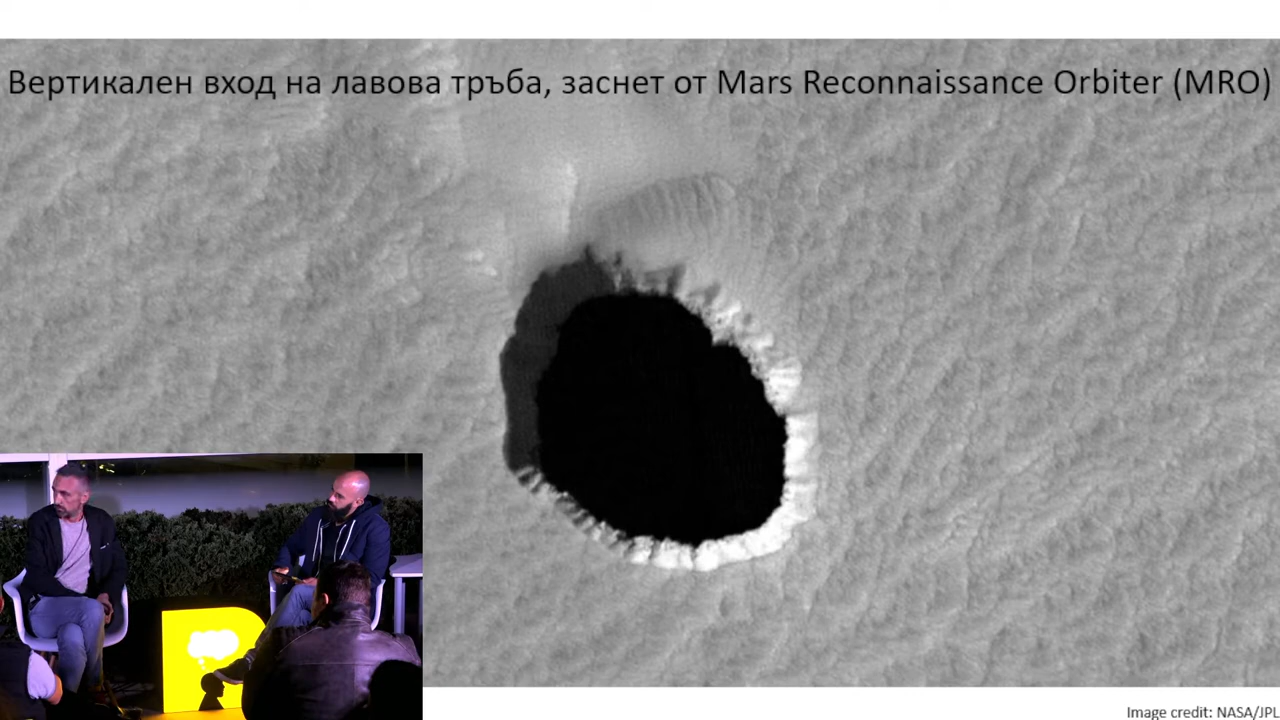 Вертикален вход на лавова тръба, заснет от Mars Reconnaissance Orbiter (MRO)
Image credit: NASA/JPL